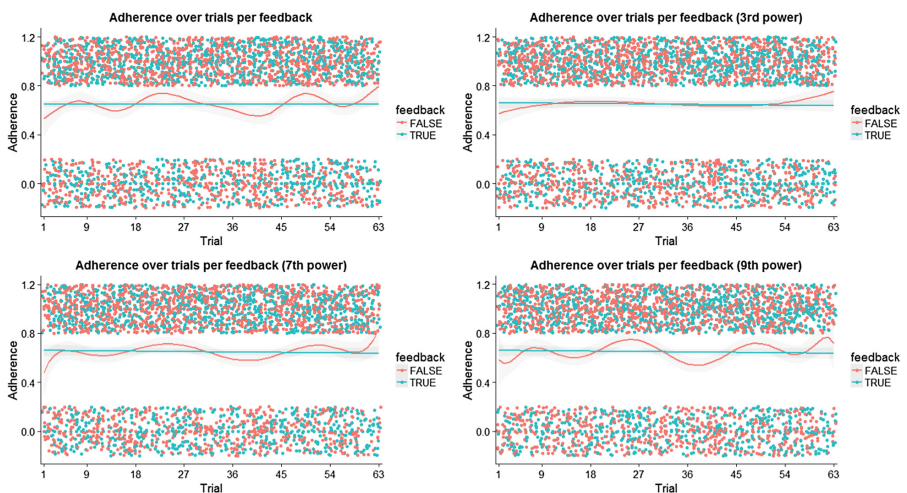 Adherence over trials per feedback
1.2
0.8
0.4
0.0
Adherence
1 9 18 27 36 45 54 63
Trial
feedback
FALSE
TRUE
Adherence over trials per feedback (3rd power)
1.2
0.8
0.4
0.0
Adherence
1 9 18 27 36 45 54 63
Trial
feedback
FALSE
TRUE
Adherence over trials per feedback (7th power)
1.2
0.8
0.4
0.0
Adherence
1 9 18 27 36 45 54 63
Trial
feedback
FALSE
TRUE
Adherence over trials per feedback (9th power)
1.2
0.8
0.4
0.0
Adherence
1 9 18 27 36 45 54 63
Trial
feedback
FALSE
TRUE